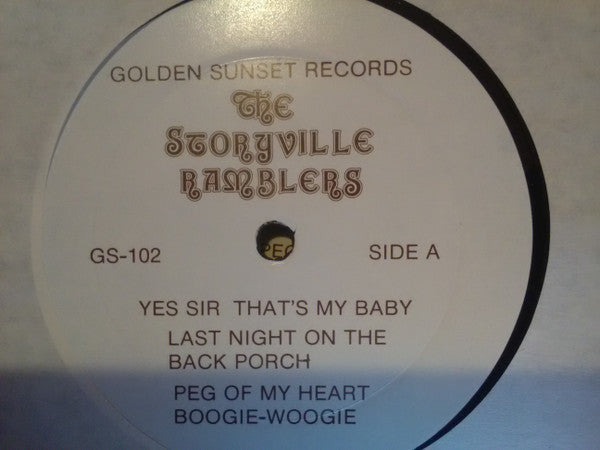 GOLDEN SUNSET RECORDS
The
Storyville
Ramblers
GS-102
SIDE A
YES SIR THAT'S MY BABY
LAST NIGHT ON THE
BACK PORCH
PEG OF MY HEART
BOOGIE-WOOGIE